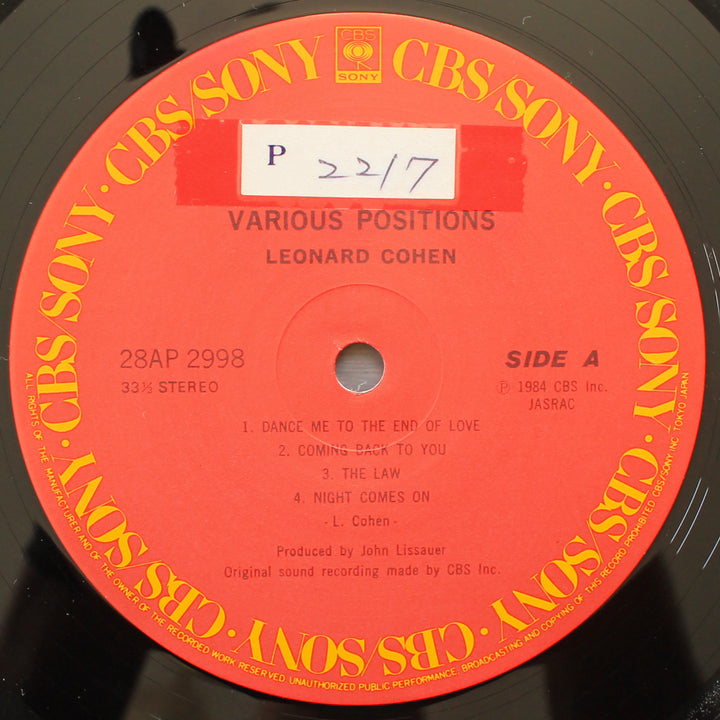 CBS
SONY
CBS/SONY · CBS/SONY · CBS/SONY · CBS/SONY · CBS/SONY · CBS/SONY · CBS/SONY · CBS/SONY
P 2217
VARIOUS POSITIONS
LEONARD COHEN
28AP 2998
33⅓ STEREO
SIDE A
Ⓟ 1984 CBS Inc.
JASRAC
1. DANCE ME TO THE END OF LOVE
2. COMING BACK TO YOU
3. THE LAW
4. NIGHT COMES ON
- L. Cohen -
Produced by John Lissauer
Original sound recording made by CBS Inc.
ALL RIGHTS OF THE MANUFACTURER AND OF THE OWNER OF THE RECORDED WORK RESERVED. UNAUTHORIZED PUBLIC PERFORMANCE, BROADCASTING AND COPYING OF THIS RECORD PROHIBITED CBS/SONY INC. TOKYO JAPAN